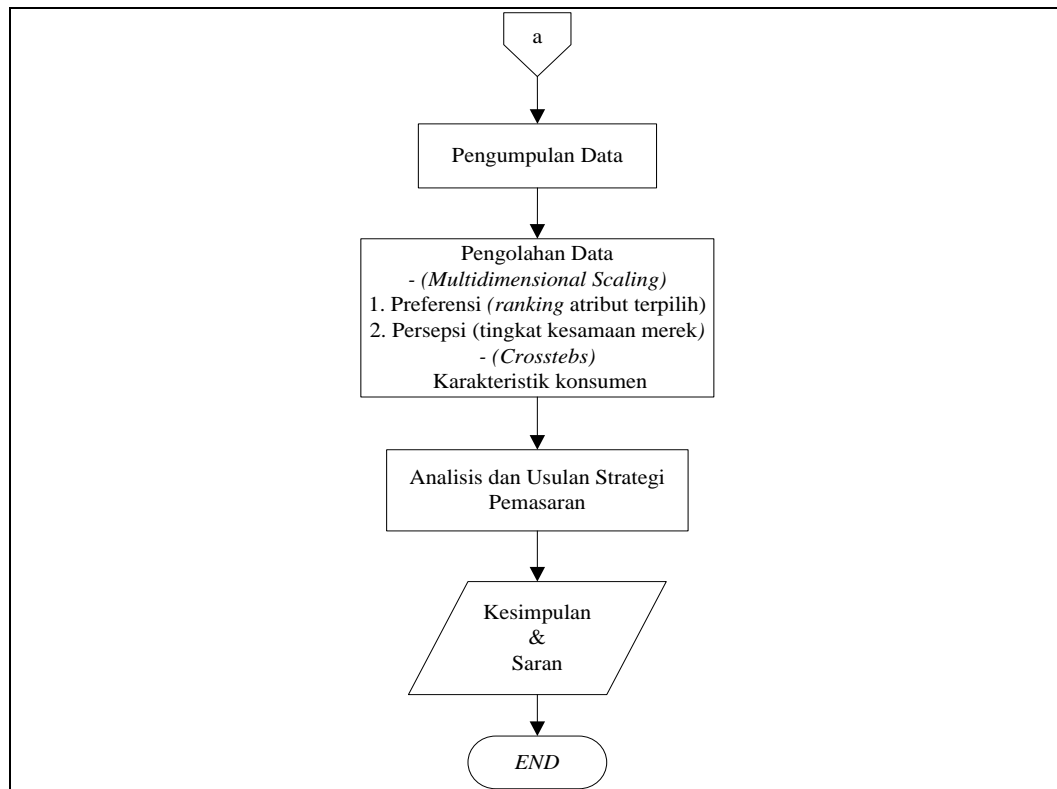 a
Pengumpulan Data
Pengolahan Data
- (Multidimensional Scaling)
1. Preferensi (ranking atribut terpilih)
2. Persepsi (tingkat kesamaan merek)
- (Crosstebs)
Karakteristik konsumen
Analisis dan Usulan Strategi
Pemasaran
Kesimpulan
&
Saran
END